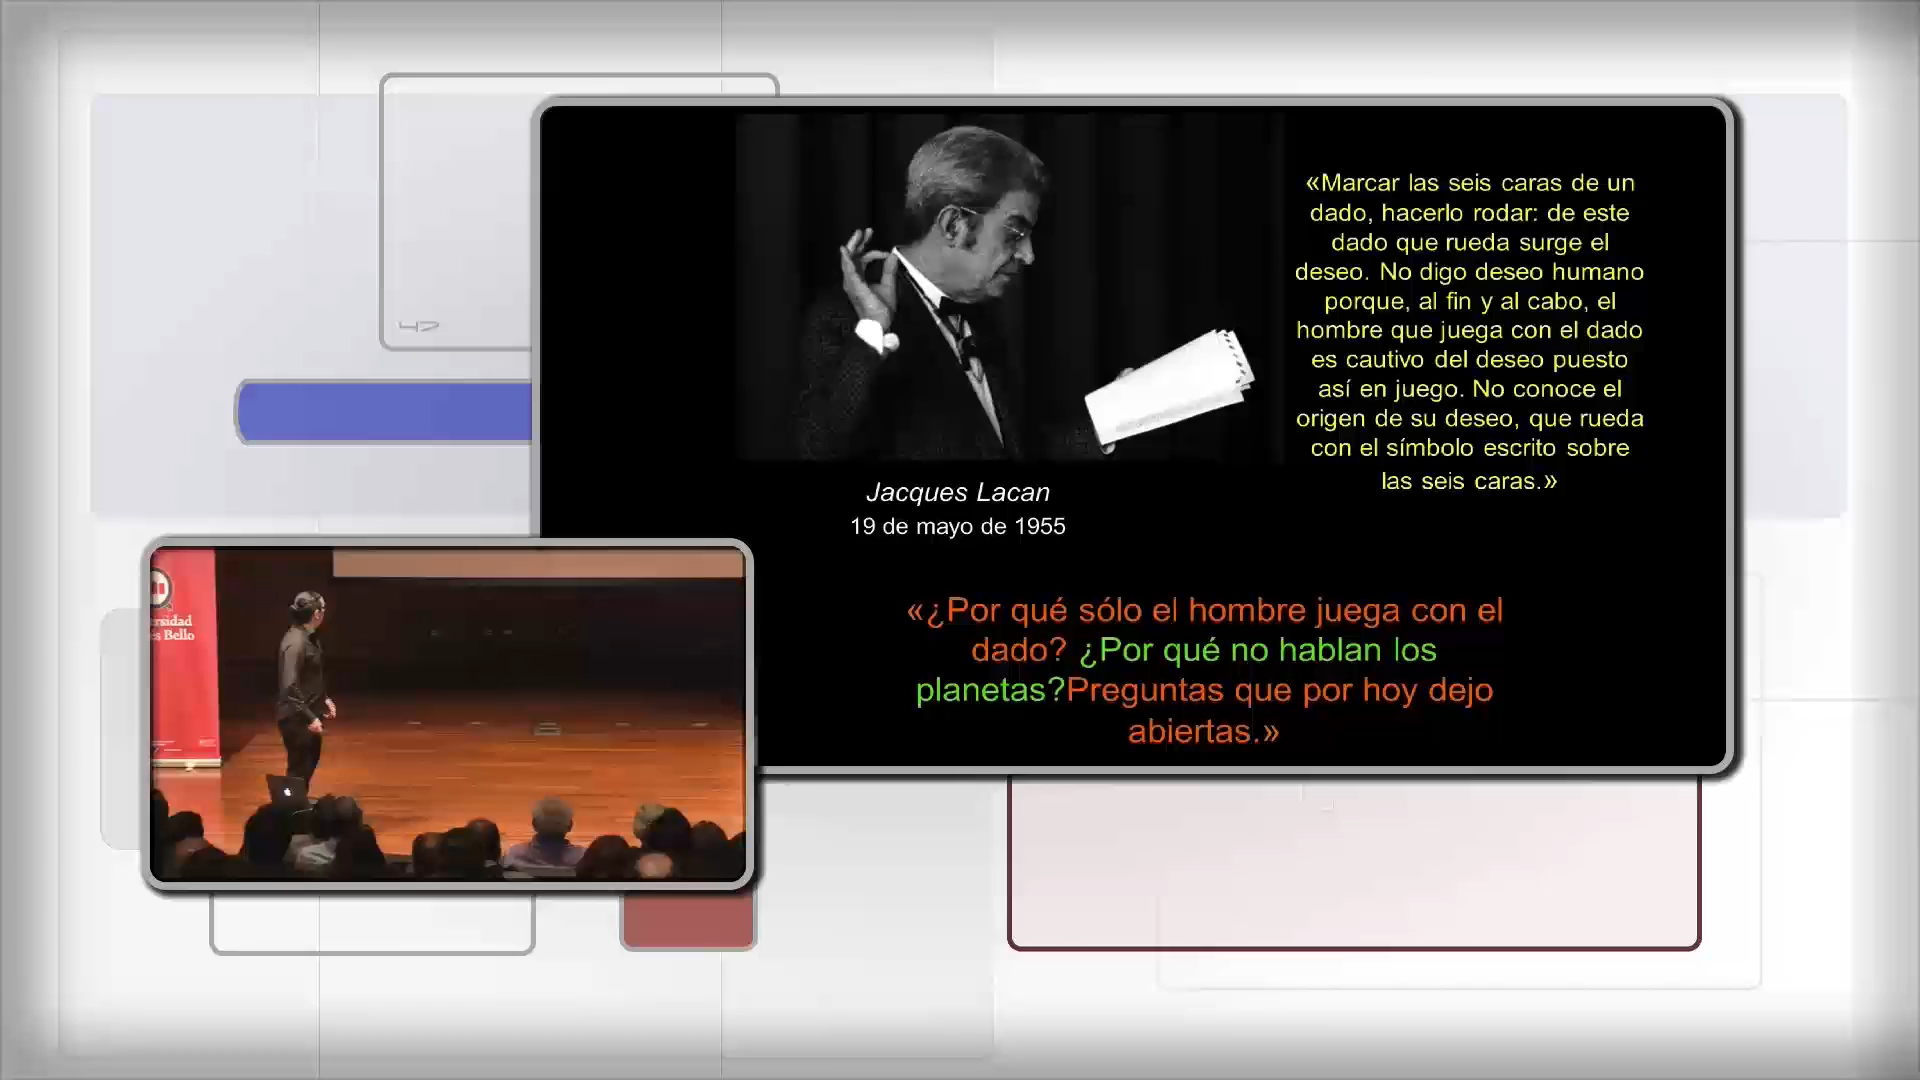 «Marcar las seis caras de un
dado, hacerlo rodar: de este
dado que rueda surge el
deseo. No digo deseo humano
porque, al fin y al cabo, el
hombre que juega con el dado
es cautivo del deseo puesto
así en juego. No conoce el
origen de su deseo, que rueda
con el símbolo escrito sobre
las seis caras.»
Jacques Lacan
19 de mayo de 1955
«¿Por qué sólo el hombre juega con el
dado? ¿Por qué no hablan los
planetas?Preguntas que por hoy dejo
abiertas.»
ersidad
és Bello